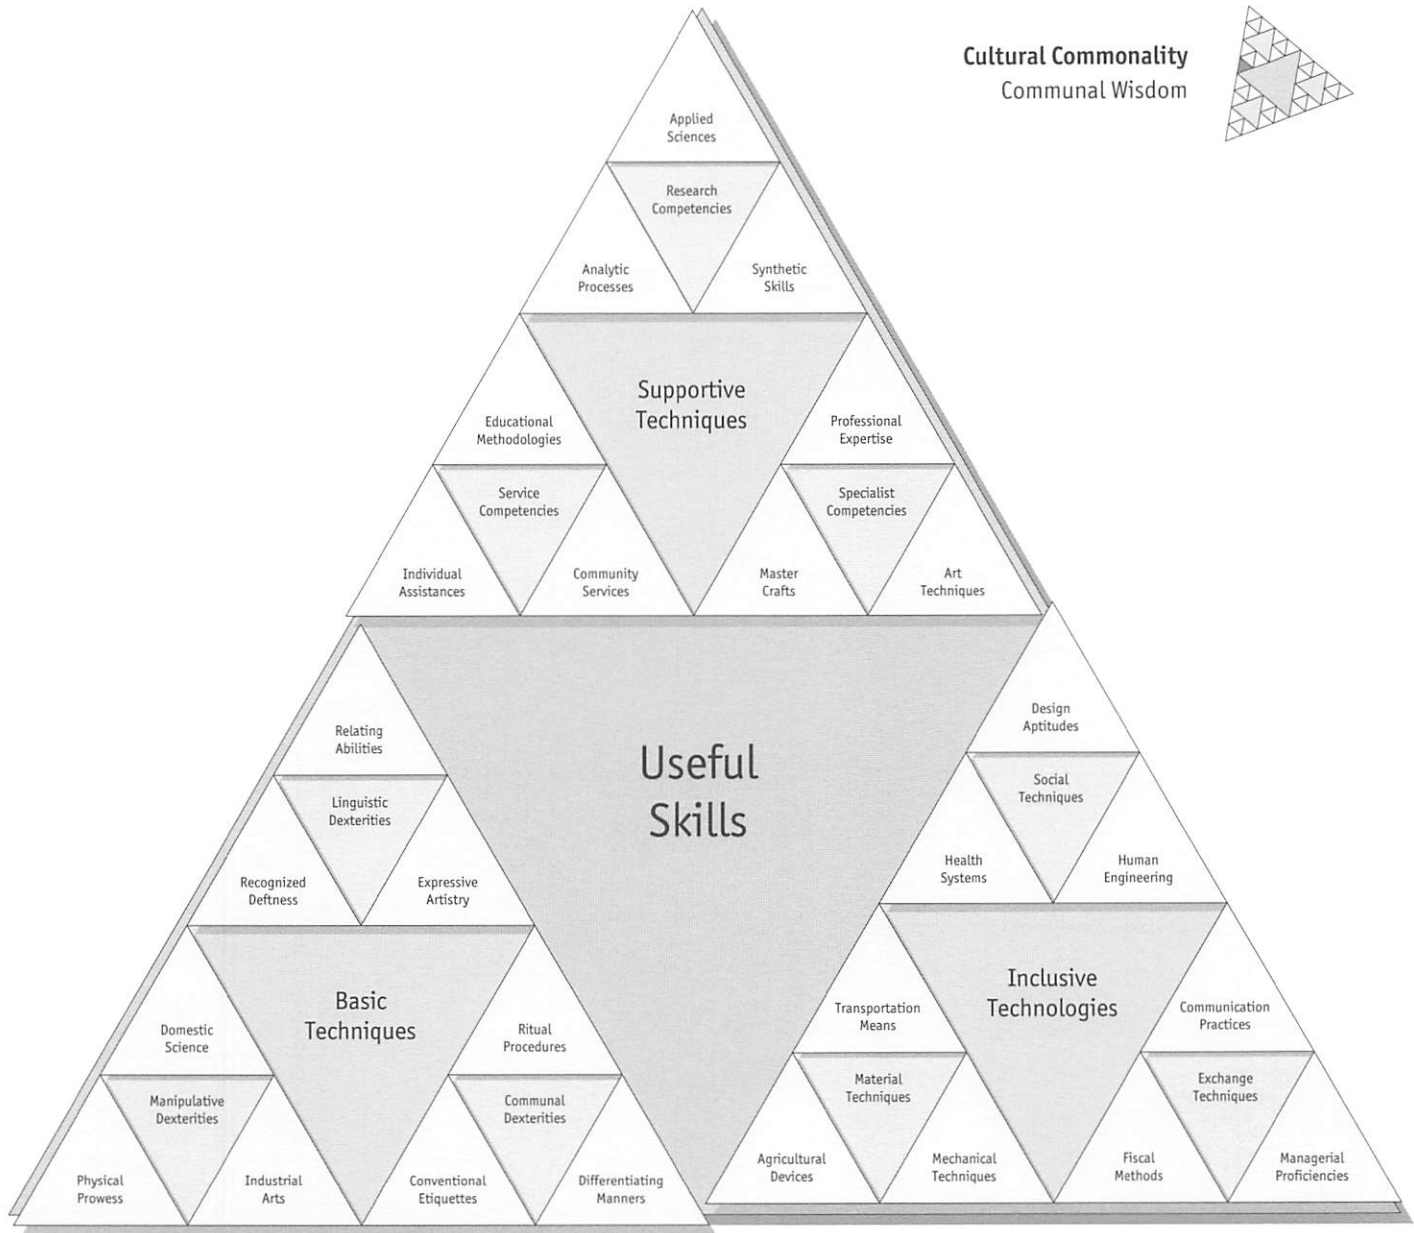 Cultural Commonality
Communal Wisdom
Applied
Sciences
Research
Competencies
Analytic
Processes
Synthetic
Skills
Supportive
Techniques
Educational
Methodologies
Professional
Expertise
Service
Competencies
Specialist
Competencies
Individual
Assistances
Community
Services
Master
Crafts
Art
Techniques
Useful
Skills
Relating
Abilities
Linguistic
Dexterities
Recognized
Deftness
Expressive
Artistry
Basic
Techniques
Domestic
Science
Ritual
Procedures
Manipulative
Dexterities
Communal
Dexterities
Physical
Prowess
Industrial
Arts
Conventional
Etiquettes
Differentiating
Manners
Design
Aptitudes
Social
Techniques
Health
Systems
Human
Engineering
Inclusive
Technologies
Transportation
Means
Communication
Practices
Material
Techniques
Exchange
Techniques
Agricultural
Devices
Mechanical
Techniques
Fiscal
Methods
Managerial
Proficiencies